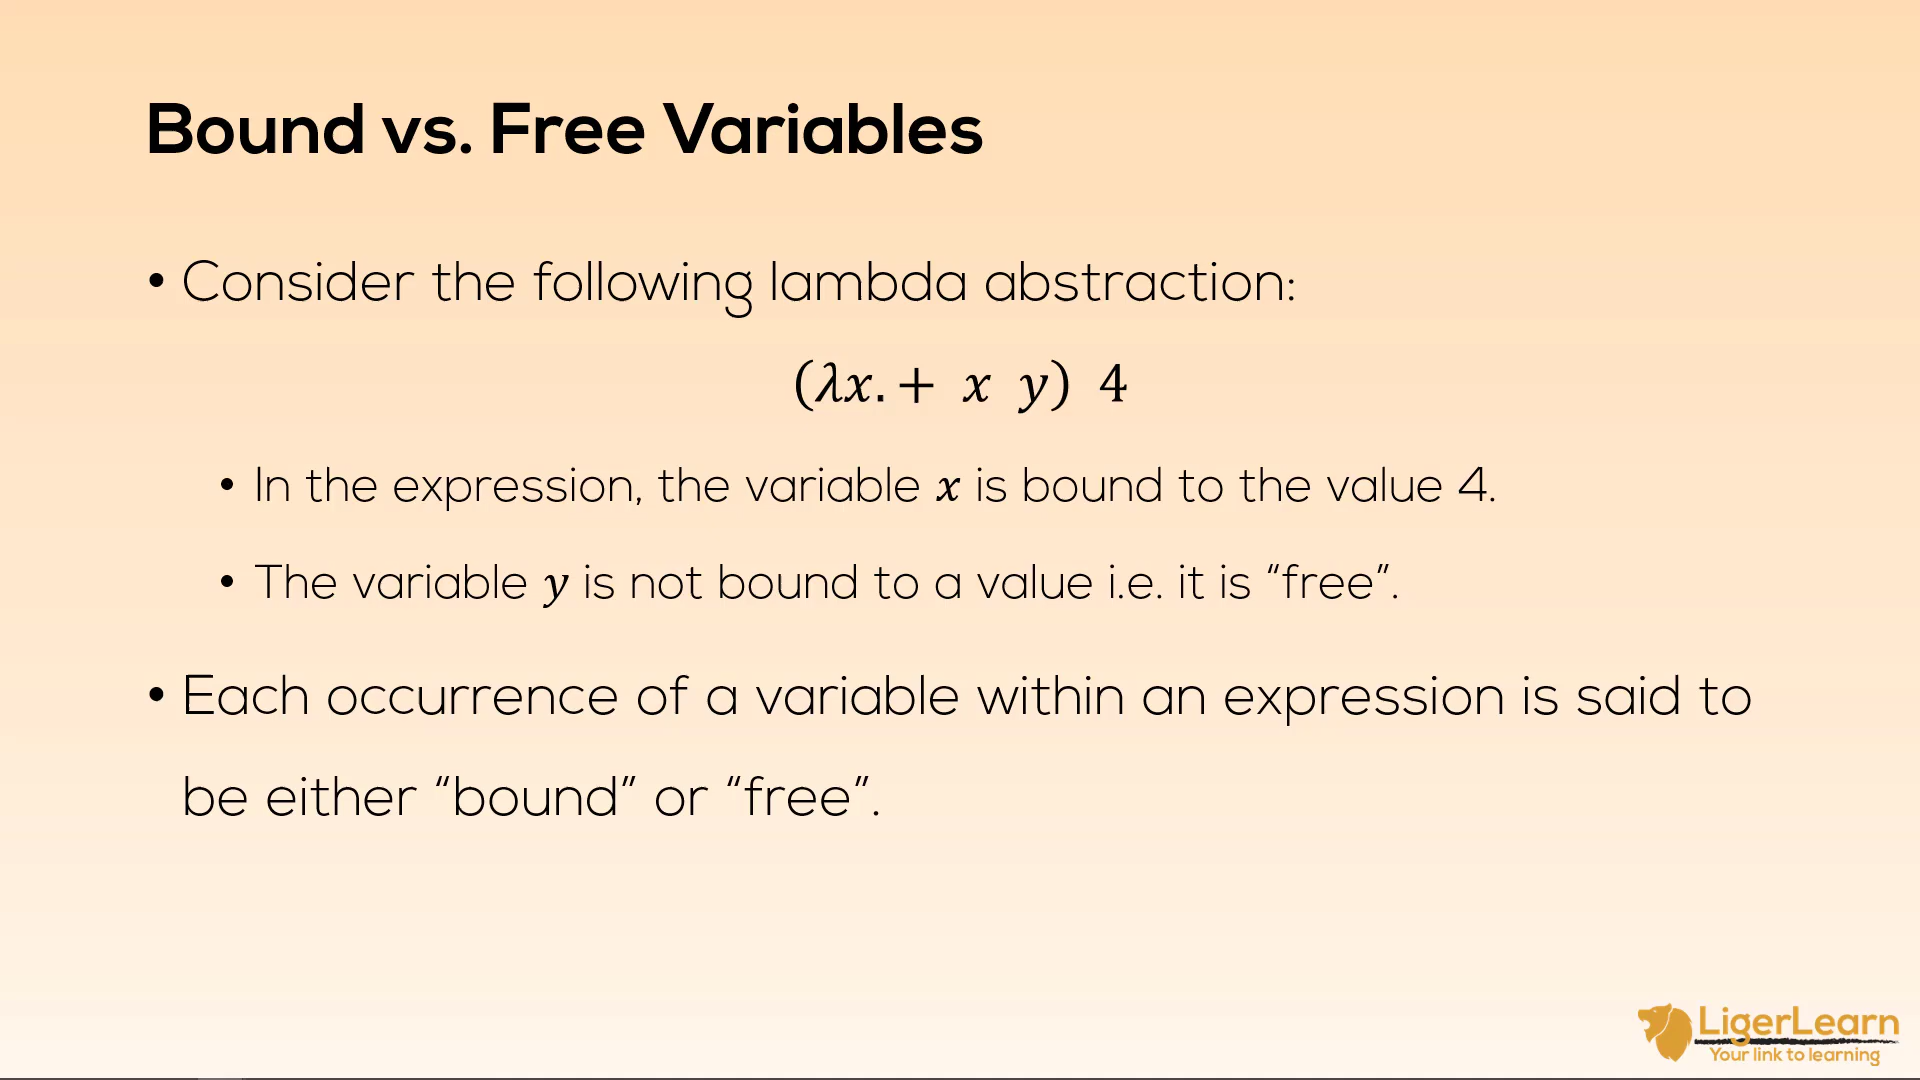 Bound vs. Free Variables
• Consider the following lambda abstraction:
(λx. + x y) 4
• In the expression, the variable x is bound to the value 4.
• The variable y is not bound to a value i.e. it is “free”.
• Each occurrence of a variable within an expression is said to
be either “bound” or “free”.
LigerLearn
Your link to learning